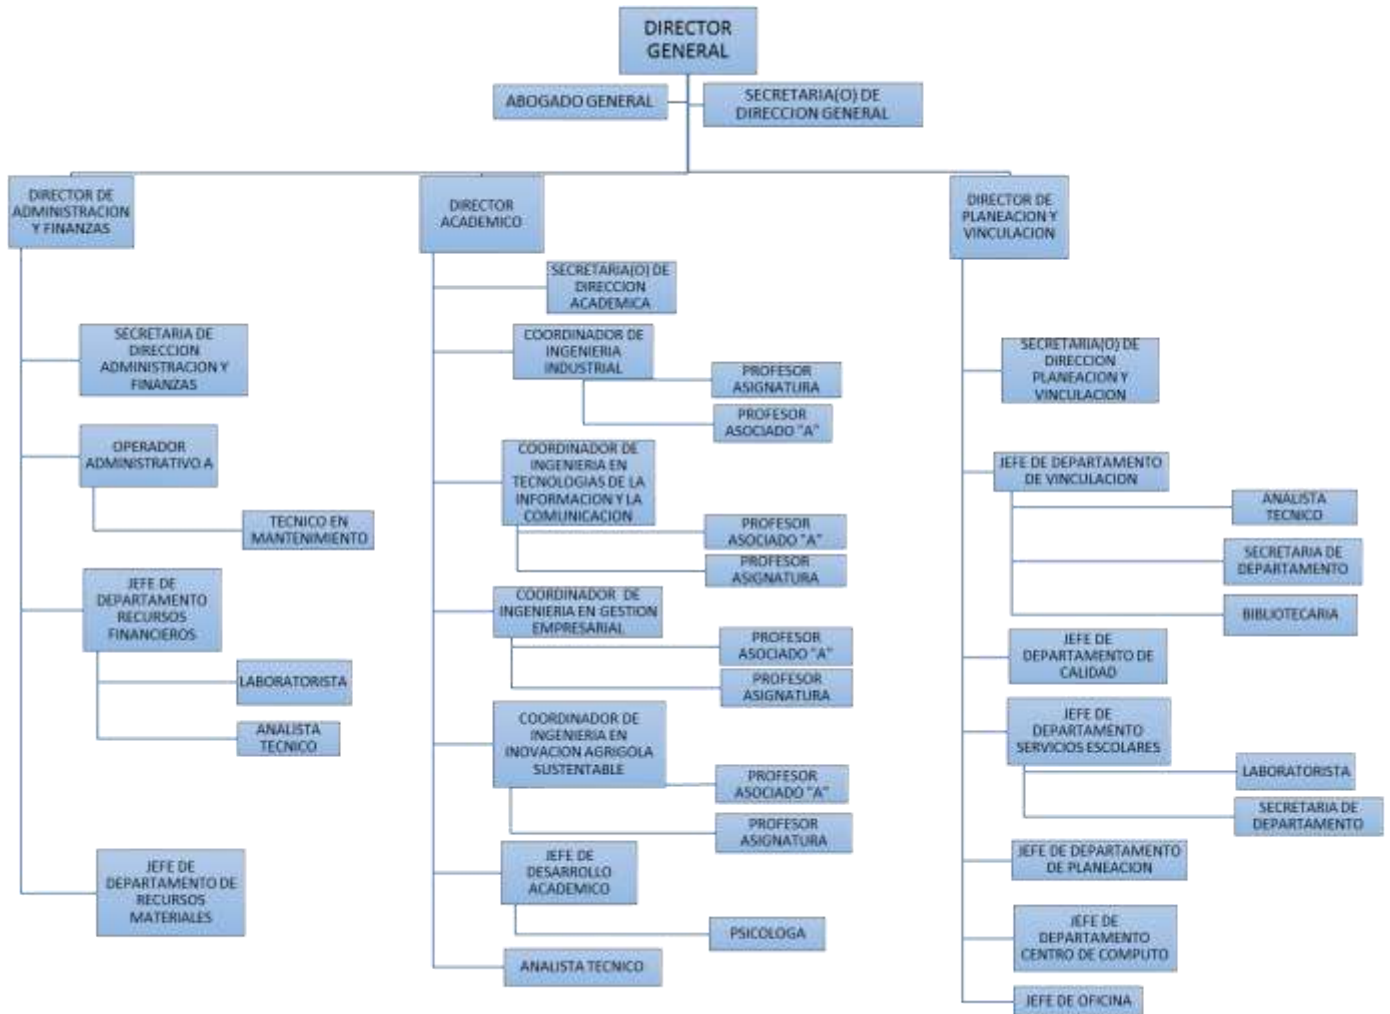 DIRECTOR
GENERAL
ABOGADO GENERAL
SECRETARIA(O) DE
DIRECCION GENERAL
DIRECTOR DE
ADMINISTRACION
Y FINANZAS
SECRETARIA DE
DIRECCION
ADMINISTRACION Y
FINANZAS
OPERADOR
ADMINISTRATIVO A
TECNICO EN
MANTENIMIENTO
JEFE DE
DEPARTAMENTO
RECURSOS
FINANCIEROS
LABORATORISTA
ANALISTA
TECNICO
JEFE DE
DEPARTAMENTO DE
RECURSOS
MATERIALES
DIRECTOR
ACADEMICO
SECRETARIA(O) DE
DIRECCION
ACADEMICA
COORDINADOR DE
INGENIERIA
INDUSTRIAL
PROFESOR
ASIGNATURA
PROFESOR
ASOCIADO "A"
COORDINADOR DE
INGENIERIA EN
TECNOLOGIAS DE LA
INFORMACION Y LA
COMUNICACION
PROFESOR
ASOCIADO "A"
PROFESOR
ASIGNATURA
COORDINADOR DE
INGENIERIA EN GESTION
EMPRESARIAL
PROFESOR
ASOCIADO "A"
PROFESOR
ASIGNATURA
COORDINADOR DE
INGENIERIA EN
INOVACION AGRIGOLA
SUSTENTABLE
PROFESOR
ASOCIADO "A"
PROFESOR
ASIGNATURA
JEFE DE
DESARROLLO
ACADEMICO
PSICOLOGA
ANALISTA TECNICO
DIRECTOR DE
PLANEACION Y
VINCULACION
SECRETARIA(O) DE
DIRECCION
PLANEACION Y
VINCULACION
JEFE DE DEPARTAMENTO
DE VINCULACION
ANALISTA
TECNICO
SECRETARIA DE
DEPARTAMENTO
BIBLIOTECARIA
JEFE DE
DEPARTAMENTO DE
CALIDAD
JEFE DE
DEPARTAMENTO
SERVICIOS ESCOLARES
LABORATORISTA
SECRETARIA DE
DEPARTAMENTO
JEFE DE DEPARTAMENTO
DE PLANEACION
JEFE DE
DEPARTAMENTO
CENTRO DE COMPUTO
JEFE DE OFICINA